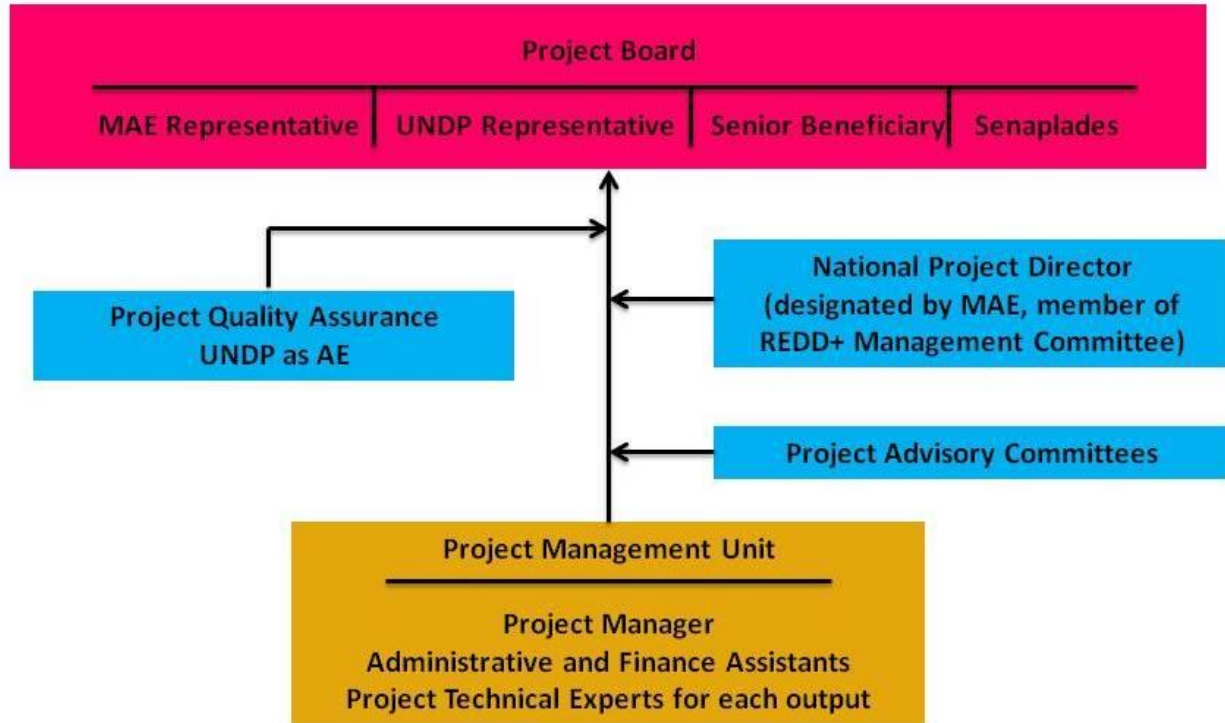 Project Board
MAE Representative
UNDP Representative
Senior Beneficiary
Senaplades
Project Quality Assurance
UNDP as AE
National Project Director
(designated by MAE, member of
REDD+ Management Committee)
Project Advisory Committees
Project Management Unit
Project Manager
Administrative and Finance Assistants
Project Technical Experts for each output